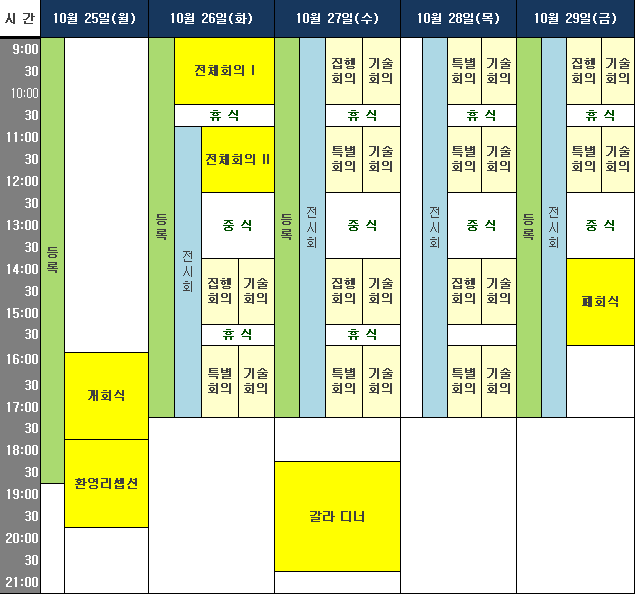 시 간 10월 25일(월) 10월 26일(화) 10월 27일(수) 10월 28일(목) 10월 29일(금)
9:00
30
10:00
30
11:00
30
12:00
30
13:00
30
14:00
30
15:00
30
16:00
30
17:00
30
18:00
30
19:00
30
20:00
30
21:00
등록
개회식
환영리셉션
등록
전시회
전체회의 I
휴 식
전체회의 II
중 식
집행
회의
기술
회의
휴 식
특별
회의
기술
회의
등록
전시회
집행
회의
기술
회의
휴 식
특별
회의
기술
회의
중 식
집행
회의
기술
회의
휴 식
특별
회의
기술
회의
갈라 디너
전시회
특별
회의
기술
회의
휴 식
특별
회의
기술
회의
중 식
집행
회의
기술
회의
특별
회의
기술
회의
등록
전시회
집행
회의
기술
회의
휴 식
특별
회의
기술
회의
중 식
폐회식